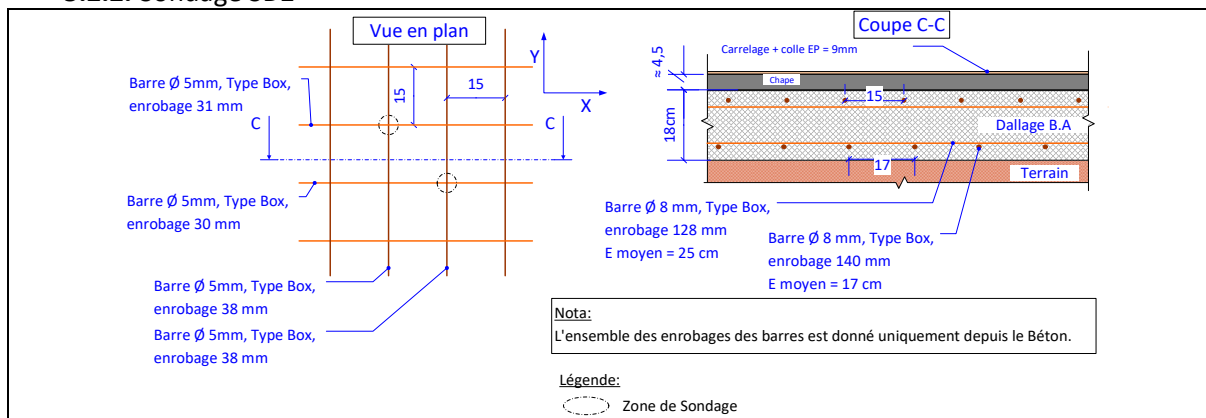 Vue en plan
Barre Ø 5mm, Type Box,
enrobage 31 mm
15
15
Y
X
C
C
Barre Ø 5mm, Type Box,
enrobage 30 mm
Barre Ø 5mm, Type Box,
enrobage 38 mm
Barre Ø 5mm, Type Box,
enrobage 38 mm
Coupe C-C
Carrelage + colle EP = 9mm
≈ 4,5
Chape
15
18cm
Dallage B.A
17
Terrain
Barre Ø 8 mm, Type Box,
enrobage 128 mm
E moyen = 25 cm
Barre Ø 8 mm, Type Box,
enrobage 140 mm
E moyen = 17 cm
Nota:
L'ensemble des enrobages des barres est donné uniquement depuis le Béton.
Légende:
Zone de Sondage